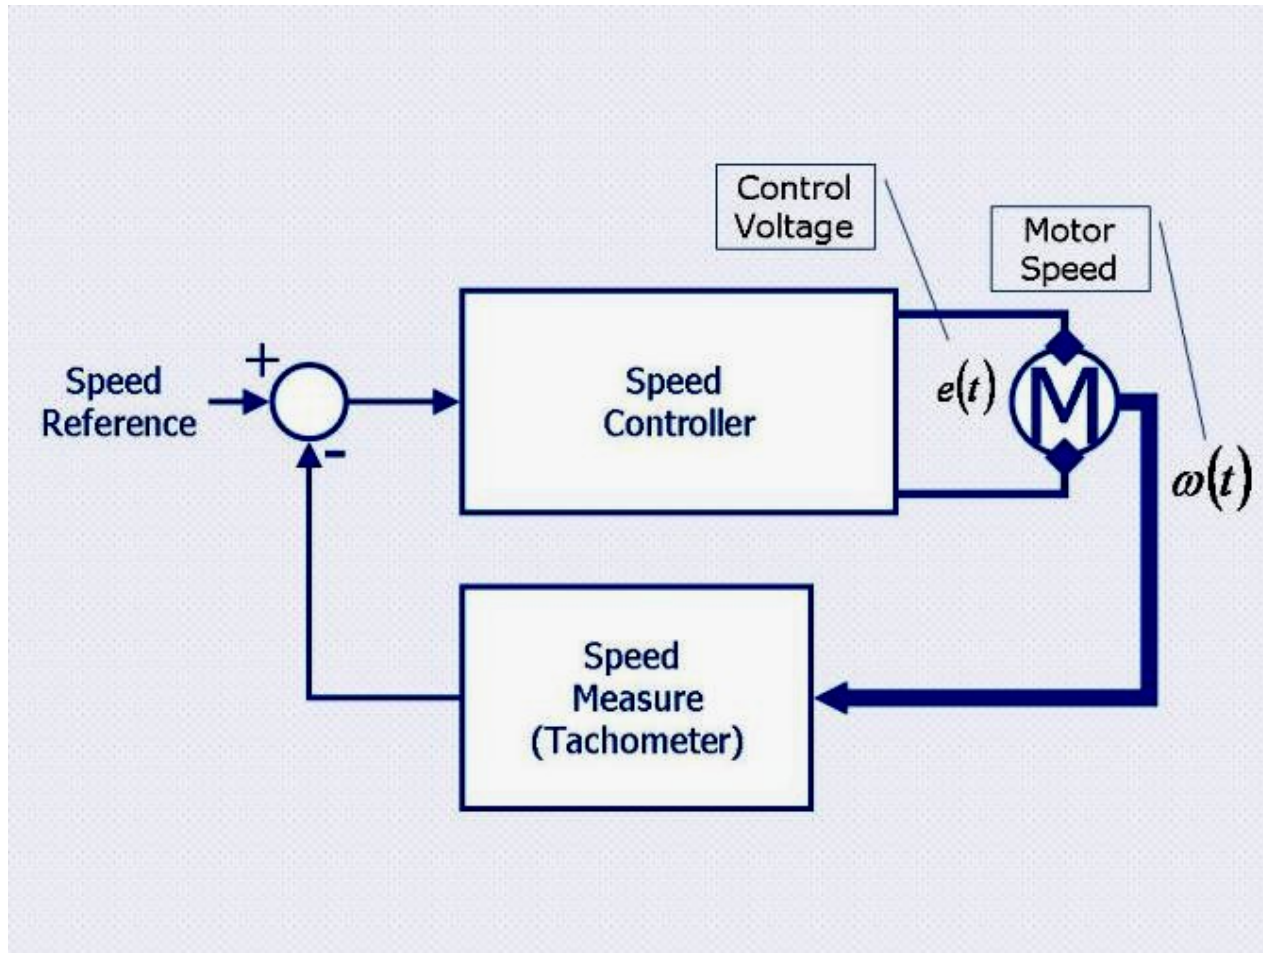 Control
Voltage
Motor
Speed
+
Speed
Reference
-
Speed
Controller
e(t)
M
ω(t)
Speed
Measure
(Tachometer)